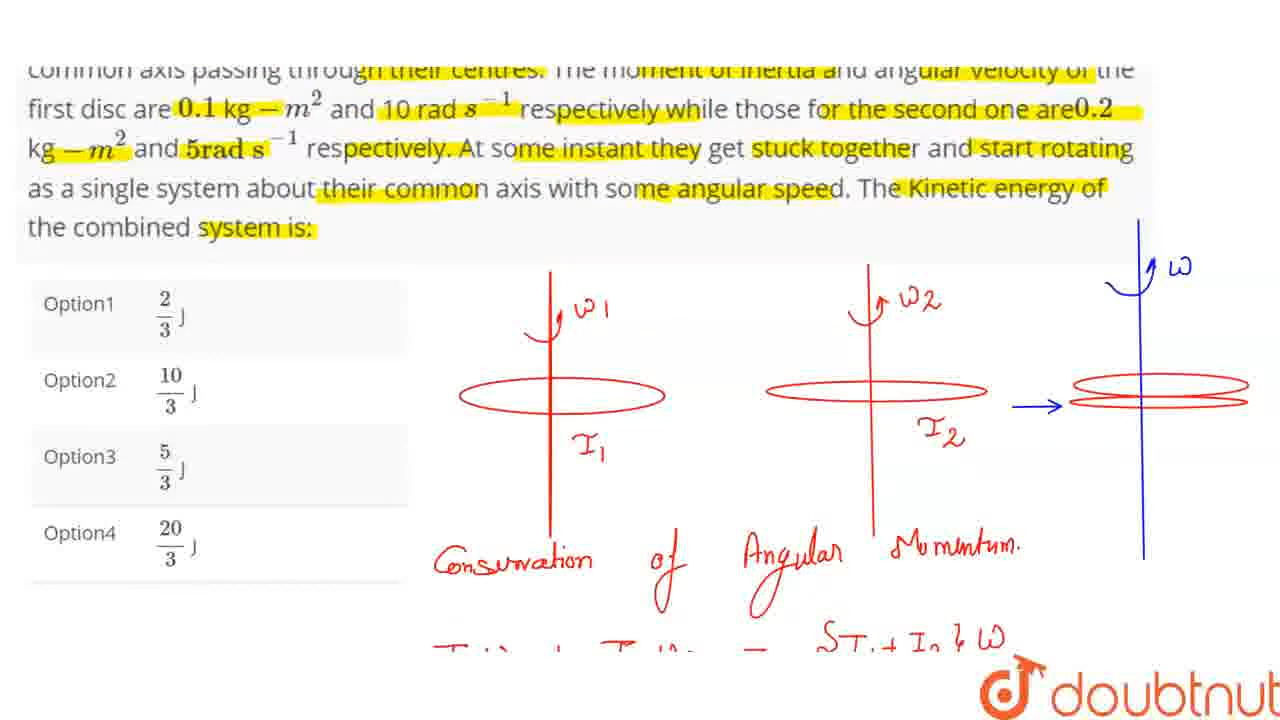 common axis passing through their centres. The moment of inertia and angular velocity of the
first disc are 0.1 kg − m² and 10 rad s⁻¹ respectively while those for the second one are0.2
kg − m² and 5rad s⁻¹ respectively. At some instant they get stuck together and start rotating
as a single system about their common axis with some angular speed. The Kinetic energy of
the combined system is:
Option1 2/3 J
Option2 10/3 J
Option3 5/3 J
Option4 20/3 J
ω1
I1
ω2
I2
ω
Conservation of Angular Momentum.
doubtnut